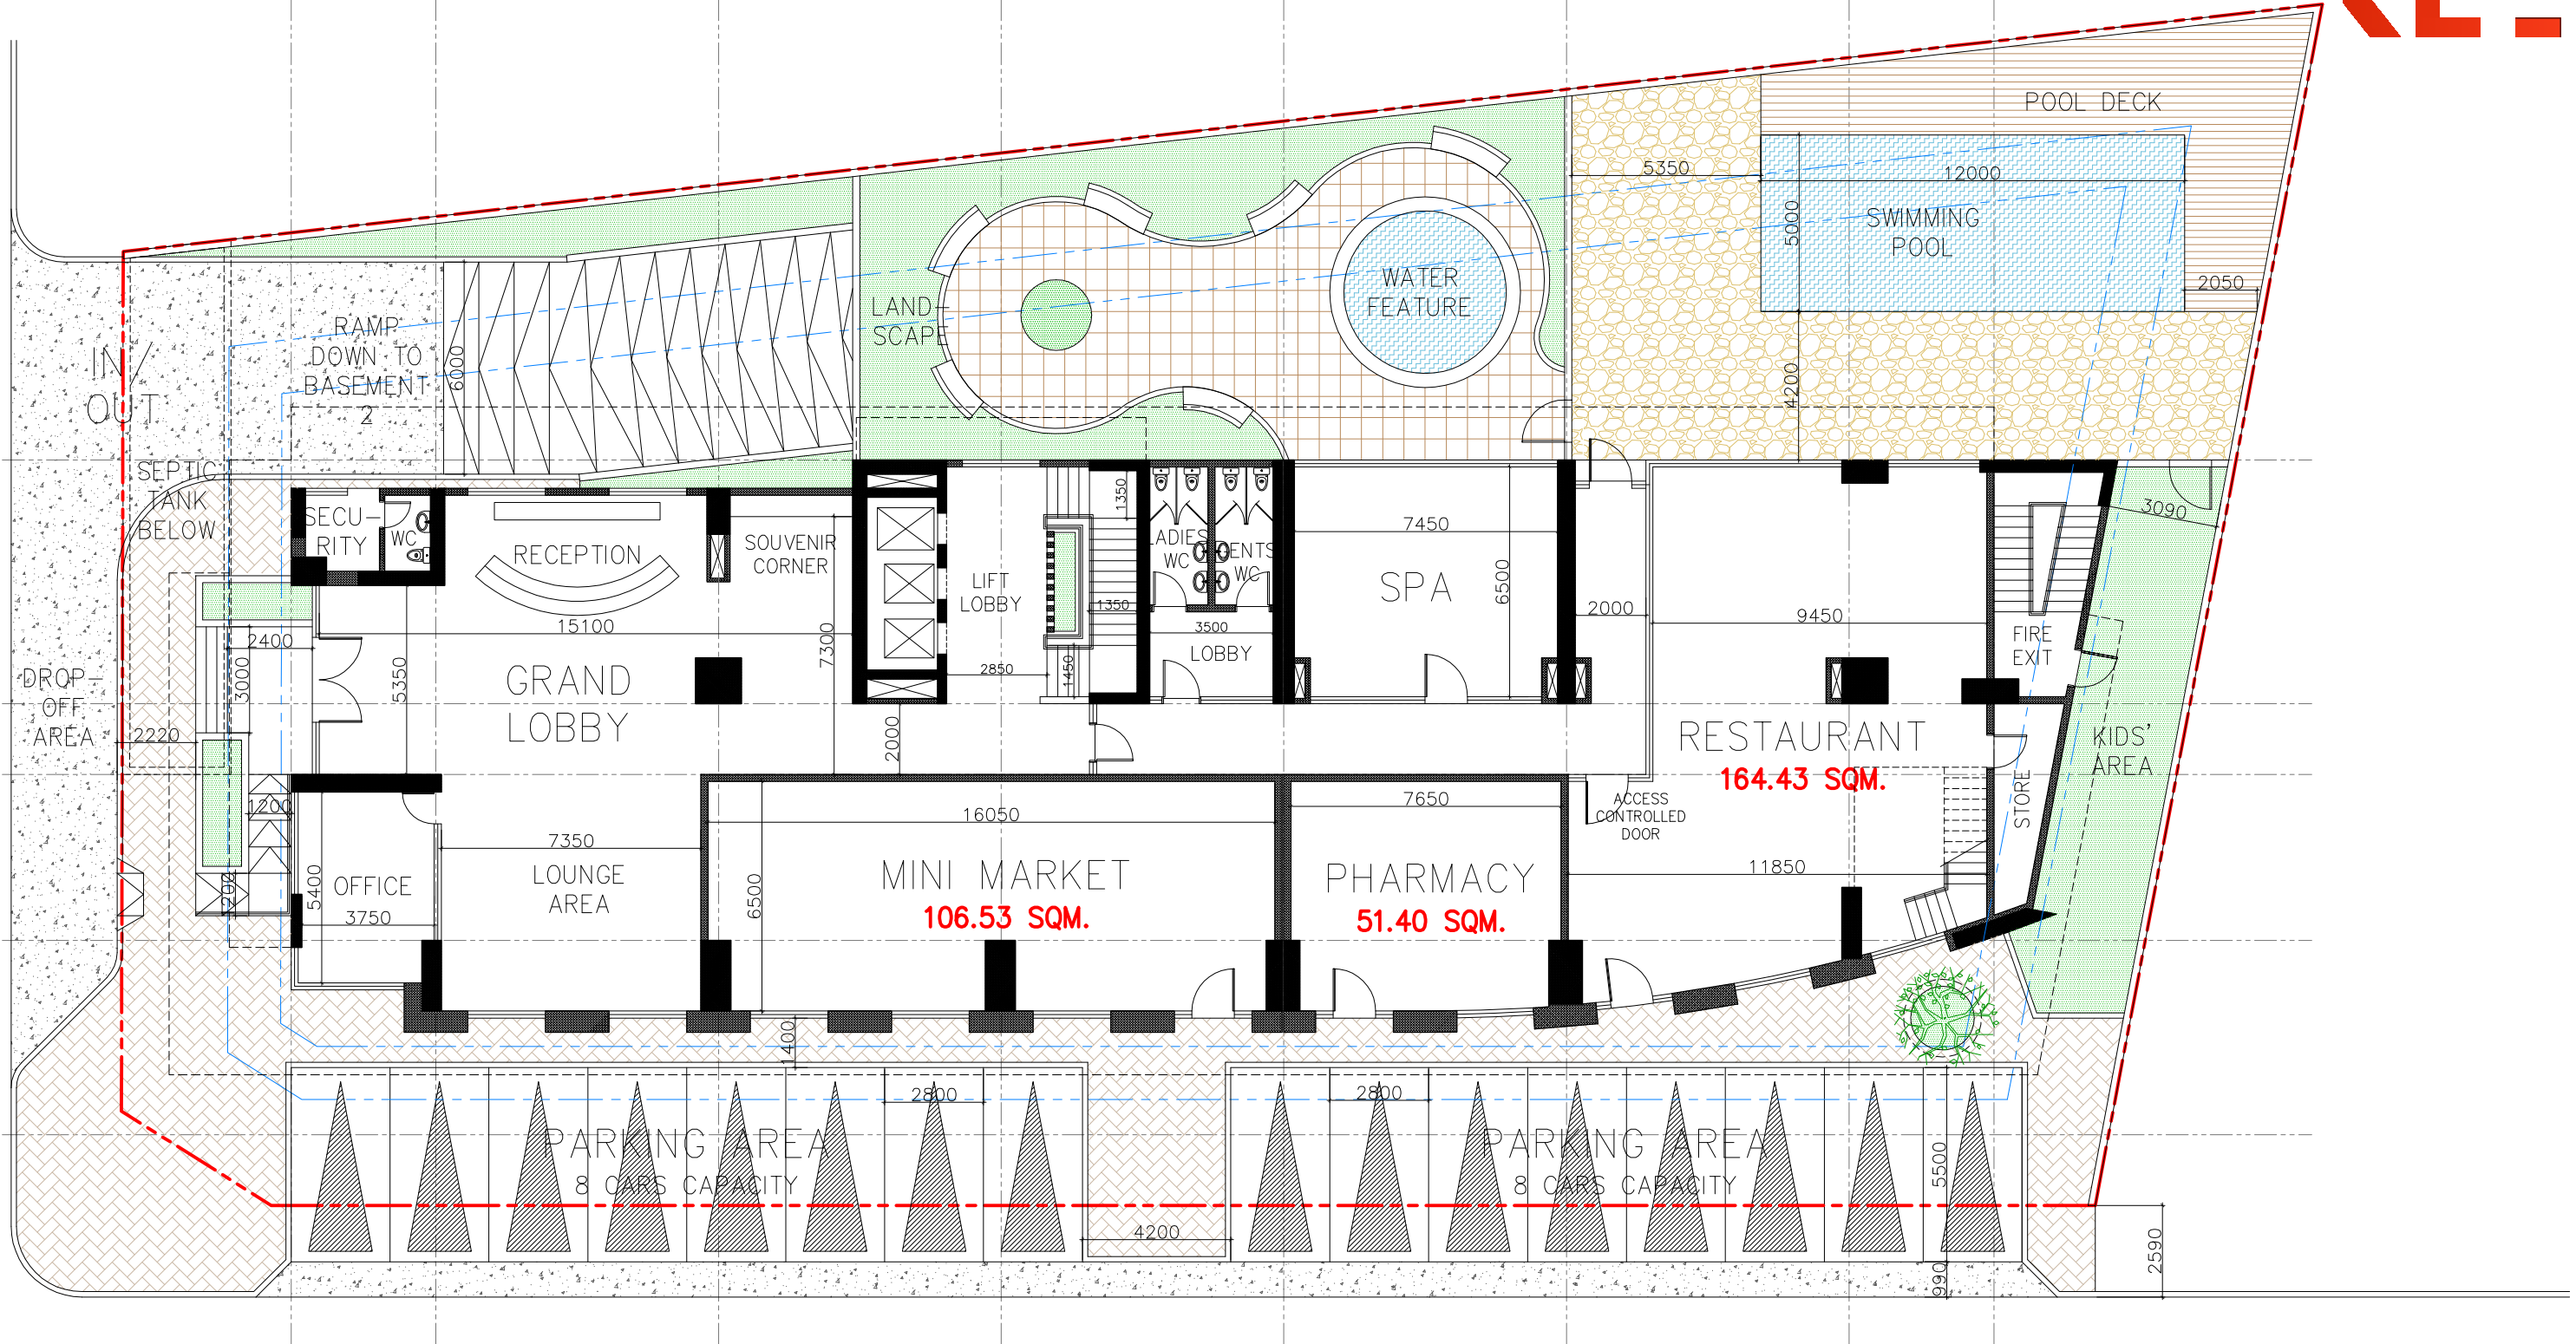 POOL DECK
5350
12000
5000
SWIMMING
POOL
2050
WATER
FEATURE
LAND-
SCAPE
RAMP
DOWN TO
BASEMENT
2
6000
IN /
OUT
4200
SEPTIC
TANK
BELOW
SECU-
RITY
WC
RECEPTION
SOUVENIR
CORNER
LIFT
LOBBY
1350
1350
LADIES
WC
GENTS
WC
7450
SPA
6500
3090
2000
9450
FIRE
EXIT
15100
7300
3500
LOBBY
2850
1450
2400
3000
5350
GRAND
LOBBY
DROP-
OFF
AREA
2220
2000
RESTAURANT
164.43 SQM.
KIDS'
AREA
STORE
ACCESS
CONTROLLED
DOOR
1200
1200
7350
LOUNGE
AREA
OFFICE
5400
3750
16050
6500
MINI MARKET
106.53 SQM.
7650
PHARMACY
51.40 SQM.
11850
1400
2800
PARKING AREA
8 CARS CAPACITY
2800
PARKING AREA
8 CARS CAPACITY
5500
4200
990
2590